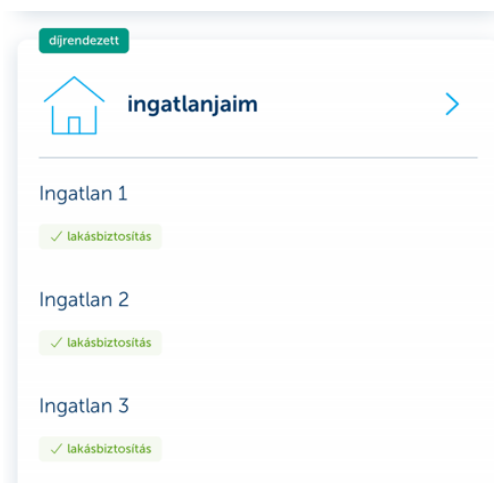 díjrendezett
ingatlanjaim
Ingatlan 1
lakásbiztosítás
Ingatlan 2
lakásbiztosítás
Ingatlan 3
lakásbiztosítás